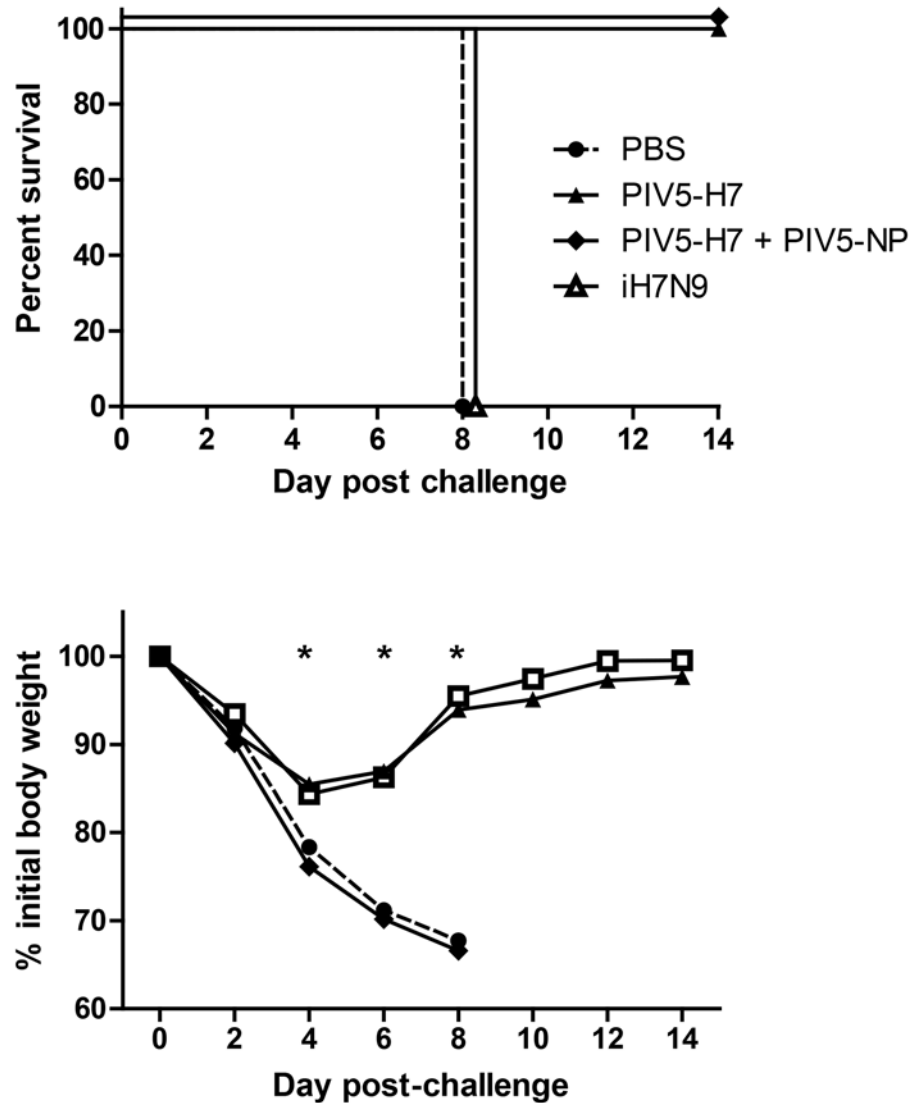 100
80
60
40
20
0
Percent survival
PBS
PIV5-H7
PIV5-H7 + PIV5-NP
iH7N9
0 2 4 6 8 10 12 14
Day post challenge
100
90
80
70
60
% initial body weight
* * *
0 2 4 6 8 10 12 14
Day post-challenge